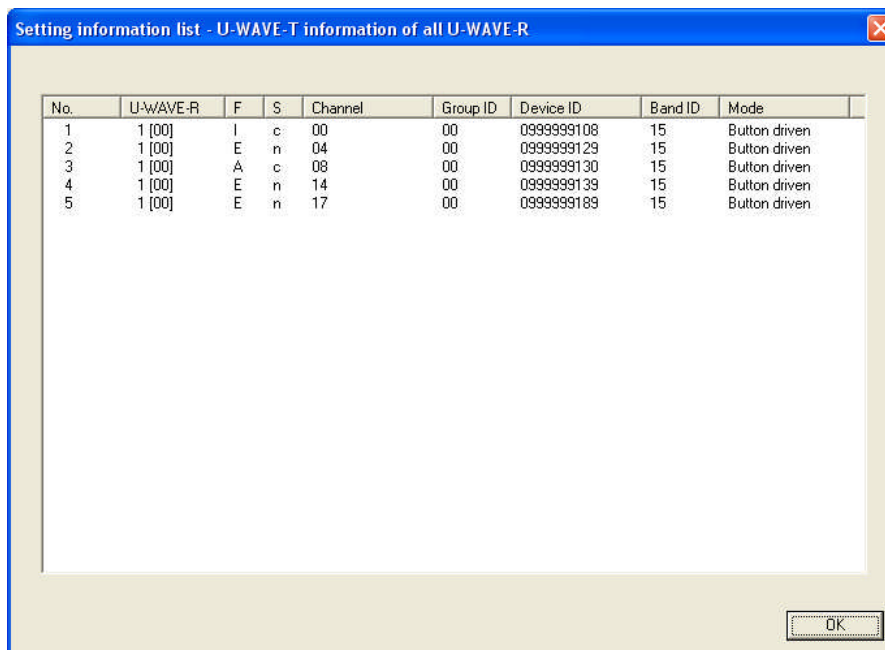 Setting information list - U-WAVE-T information of all U-WAVE-R
No. U-WAVE-R F S Channel Group ID Device ID Band ID Mode
1 1 [00] I c 00 00 0999999108 15 Button driven
2 1 [00] E n 04 00 0999999129 15 Button driven
3 1 [00] A c 08 00 0999999130 15 Button driven
4 1 [00] E n 14 00 0999999139 15 Button driven
5 1 [00] E n 17 00 0999999189 15 Button driven
OK